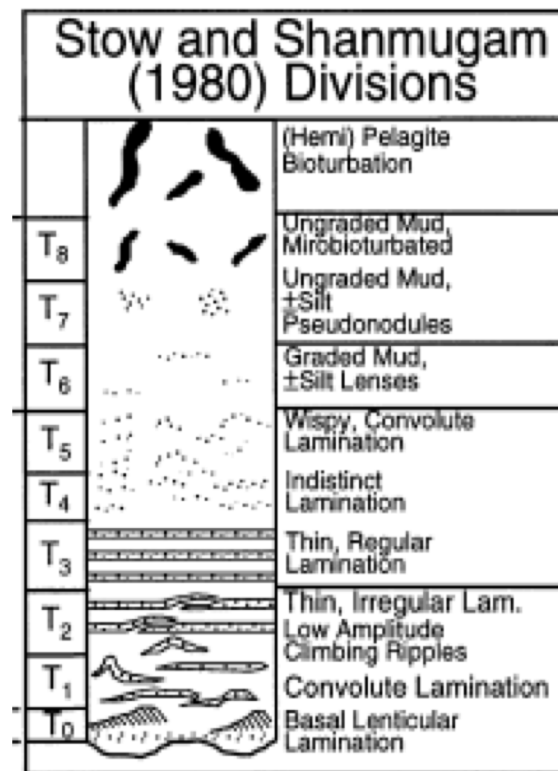 Stow and Shanmugam
(1980) Divisions
(Hemi) Pelagite
Bioturbation
T8
Ungraded Mud,
Mirobioturbated
T7
Ungraded Mud,
±Silt
Pseudonodules
T6
Graded Mud,
±Silt Lenses
T5
Wispy, Convolute
Lamination
T4
Indistinct
Lamination
T3
Thin, Regular
Lamination
T2
Thin, Irregular Lam.
Low Amplitude
Climbing Ripples
T1
Convolute Lamination
T0
Basal Lenticular
Lamination